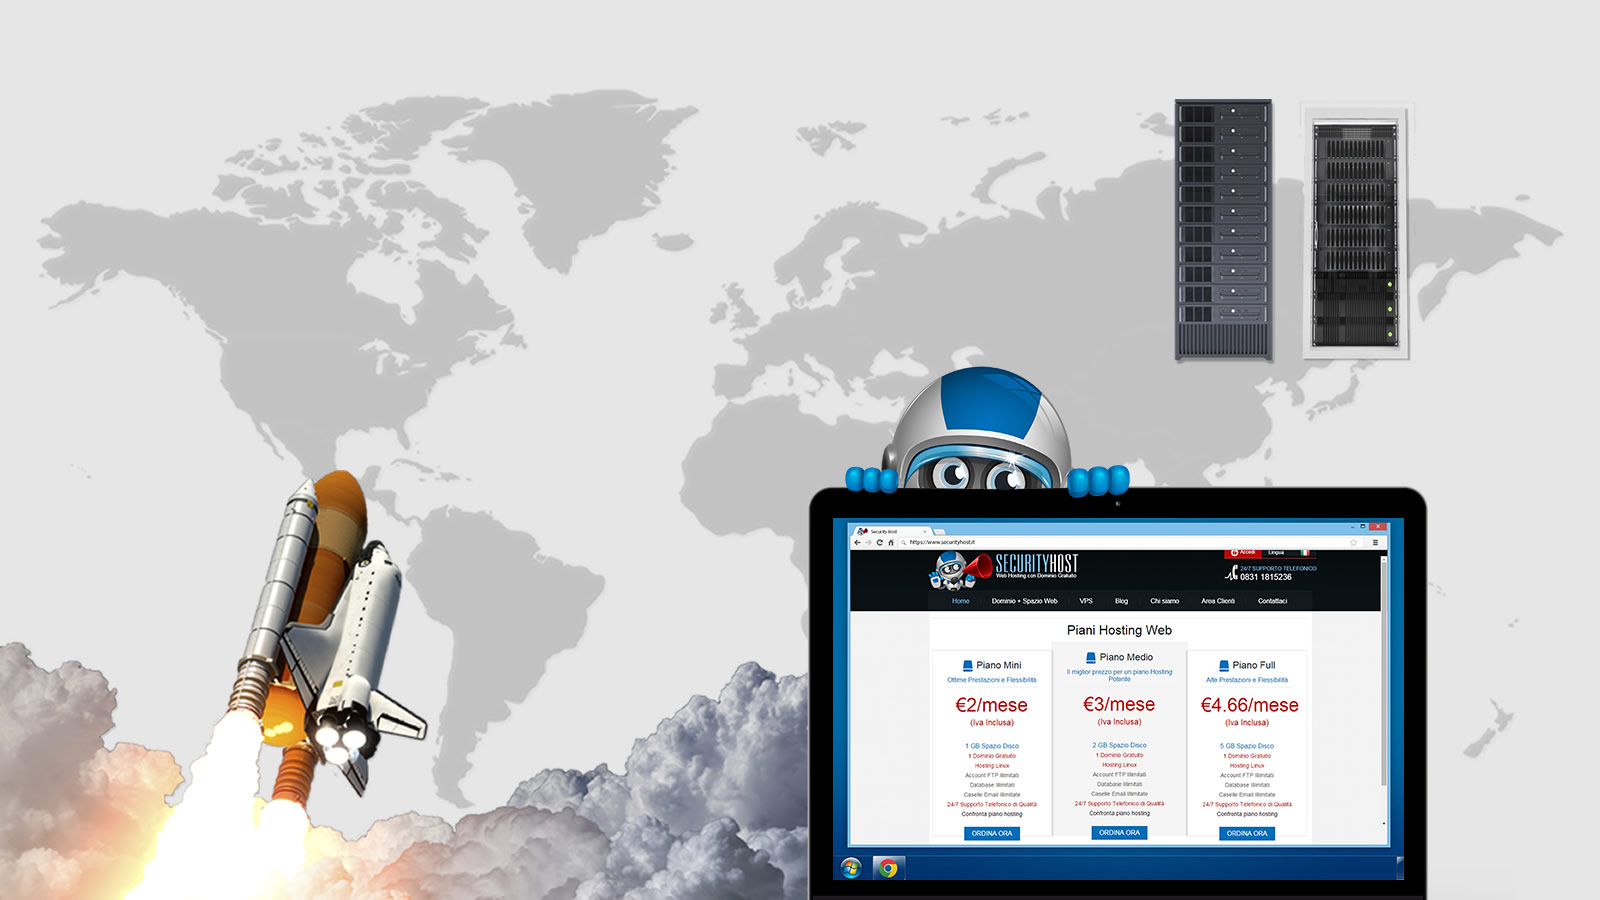 Security Host
https://www.securityhost.it
SECURITYHOST
Web Hosting con Dominio Gratuito
Accedi
Lingua
24/7 SUPPORTO TELEFONICO
0831 1815236
Home
Dominio + Spazio Web
VPS
Blog
Chi siamo
Area Clienti
Contattaci
Piani Hosting Web
Piano Mini
Ottime Prestazioni e Flessibilità
€2/mese
(Iva Inclusa)
1 GB Spazio Disco
1 Dominio Gratuito
Hosting Linux
Account FTP Illimitati
Database Illimitati
Caselle Email Illimitate
24/7 Supporto Telefonico di Qualità
Confronta piano hosting
ORDINA ORA
Piano Medio
Il miglior prezzo per un piano Hosting
Potente
€3/mese
(Iva Inclusa)
2 GB Spazio Disco
1 Dominio Gratuito
Hosting Linux
Account FTP Illimitati
Database Illimitati
Caselle Email Illimitate
24/7 Supporto Telefonico di Qualità
Confronta piano hosting
ORDINA ORA
Piano Full
Alte Prestazioni e Flessibilità
€4.66/mese
(Iva Inclusa)
5 GB Spazio Disco
1 Dominio Gratuito
Hosting Linux
Account FTP Illimitati
Database Illimitati
Caselle Email Illimitate
24/7 Supporto Telefonico di Qualità
Confronta piano hosting
ORDINA ORA